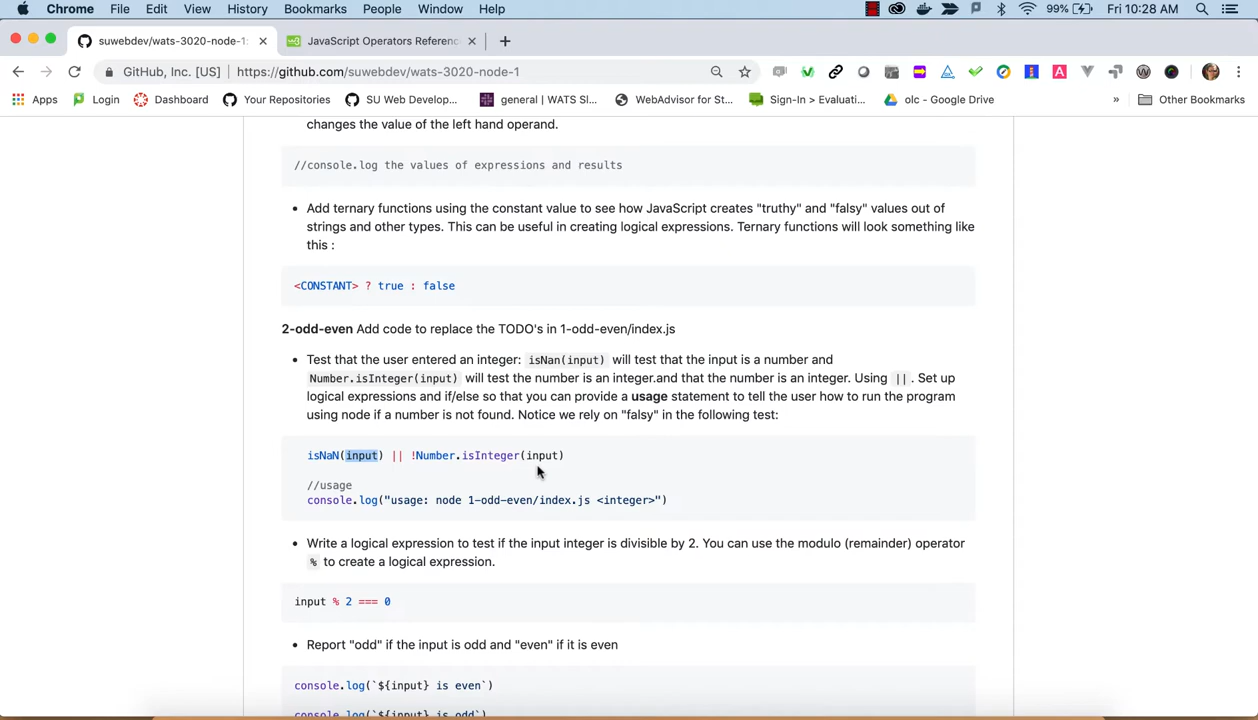 Chrome File Edit View History Bookmarks People Window Help 99% Fri 10:28 AM
suwebdev/wats-3020-node-1: JavaScript Operators Referenc
GitHub, Inc. [US] https://github.com/suwebdev/wats-3020-node-1
Apps Login Dashboard Your Repositories SU Web Develop... general | WATS Sl... WebAdvisor for St... Sign-In > Evaluati... olc - Google Drive » Other Bookmarks
changes the value of the left hand operand.
//console.log the values of expressions and results
• Add ternary functions using the constant value to see how JavaScript creates "truthy" and "falsy" values out of
strings and other types. This can be useful in creating logical expressions. Ternary functions will look something like
this :
<CONSTANT> ? true : false
2-odd-even Add code to replace the TODO's in 1-odd-even/index.js
• Test that the user entered an integer: isNan(input) will test that the input is a number and
Number.isInteger(input) will test the number is an integer.and that the number is an integer. Using ||. Set up
logical expressions and if/else so that you can provide a usage statement to tell the user how to run the program
using node if a number is not found. Notice we rely on "falsy" in the following test:
isNaN(input) || !Number.isInteger(input)
//usage
console.log("usage: node 1-odd-even/index.js <integer>")
• Write a logical expression to test if the input integer is divisible by 2. You can use the modulo (remainder) operator
% to create a logical expression.
input % 2 === 0
• Report "odd" if the input is odd and "even" if it is even
console.log(`${input} is even`)
console.log(`${input} is odd`)